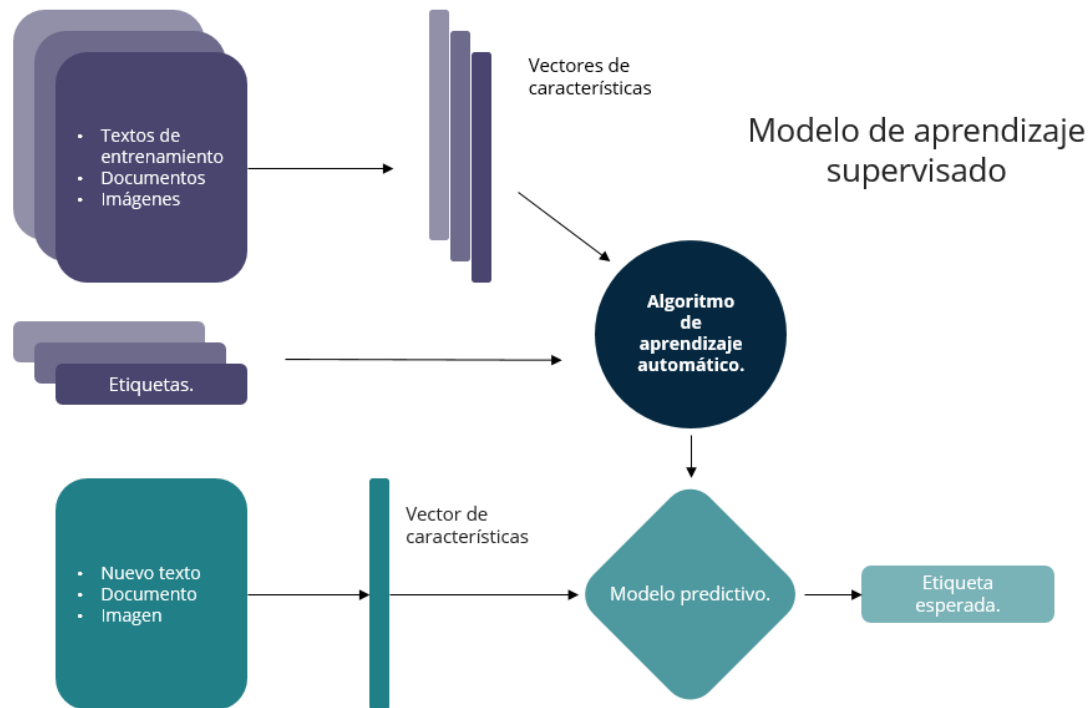 Modelo de aprendizaje
supervisado
• Textos de
entrenamiento
• Documentos
• Imágenes
Vectores de
características
Algoritmo
de
aprendizaje
automático.
Etiquetas.
• Nuevo texto
• Documento
• Imagen
Vector de
características
Modelo predictivo.
Etiqueta
esperada.